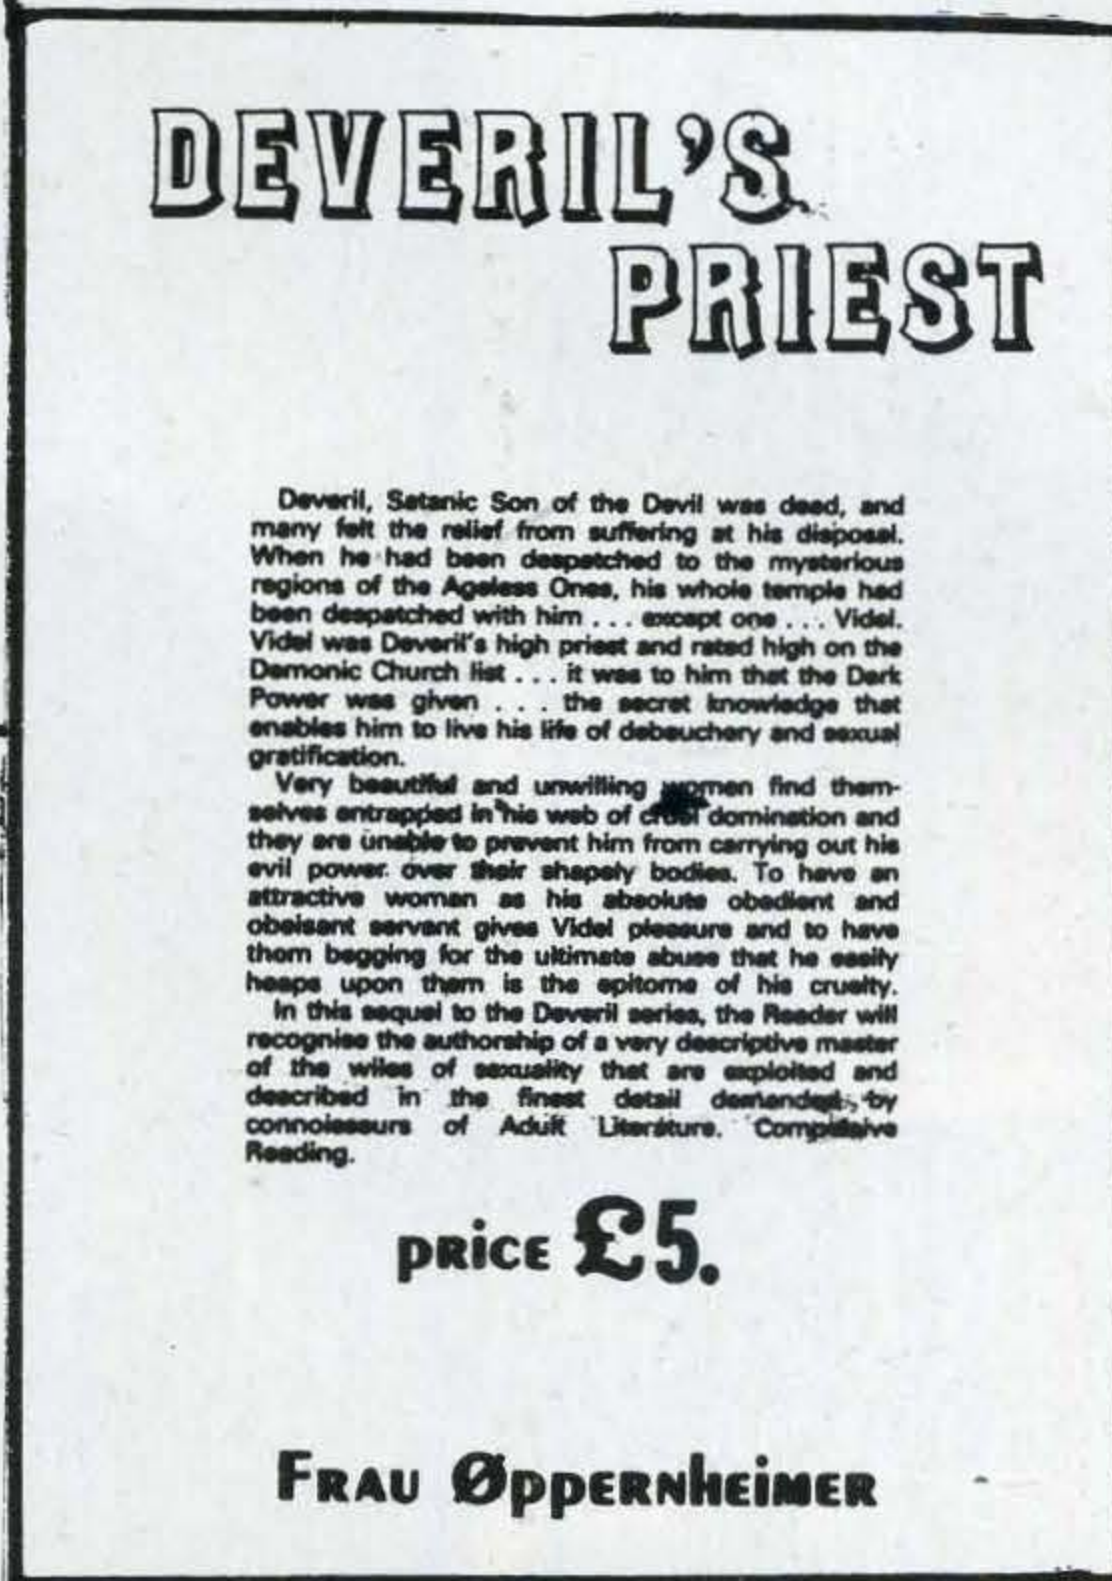 DEVERIL'S
PRIEST
Deveril, Satanic Son of the Devil was dead, and
many felt the relief from suffering at his disposal.
When he had been despatched to the mysterious
regions of the Ageless Ones, his whole temple had
been despatched with him . . . except one . . . Vidal.
Vidal was Deveril's high priest and rated high on the
Demonic Church list . . . it was to him that the Dark
Power was given . . . the secret knowledge that
enables him to live his life of debauchery and sexual
gratification.
Very beautiful and unwilling women find them-
selves entrapped in his web of cruel domination and
they are unable to prevent him from carrying out his
evil power over their shapely bodies. To have an
attractive woman as his absolute obedient and
obeisant servant gives Vidal pleasure and to have
them begging for the ultimate abuse that he easily
heaps upon them is the epitome of his cruelty.
In this sequel to the Deveril series, the Reader will
recognise the authorship of a very descriptive master
of the wiles of sexuality that are exploited and
described in the finest detail demanded by
connoisseurs of Adult Literature. Compulsive
Reading.
PRICE £5.
FRAU ØPPERNHEIMER